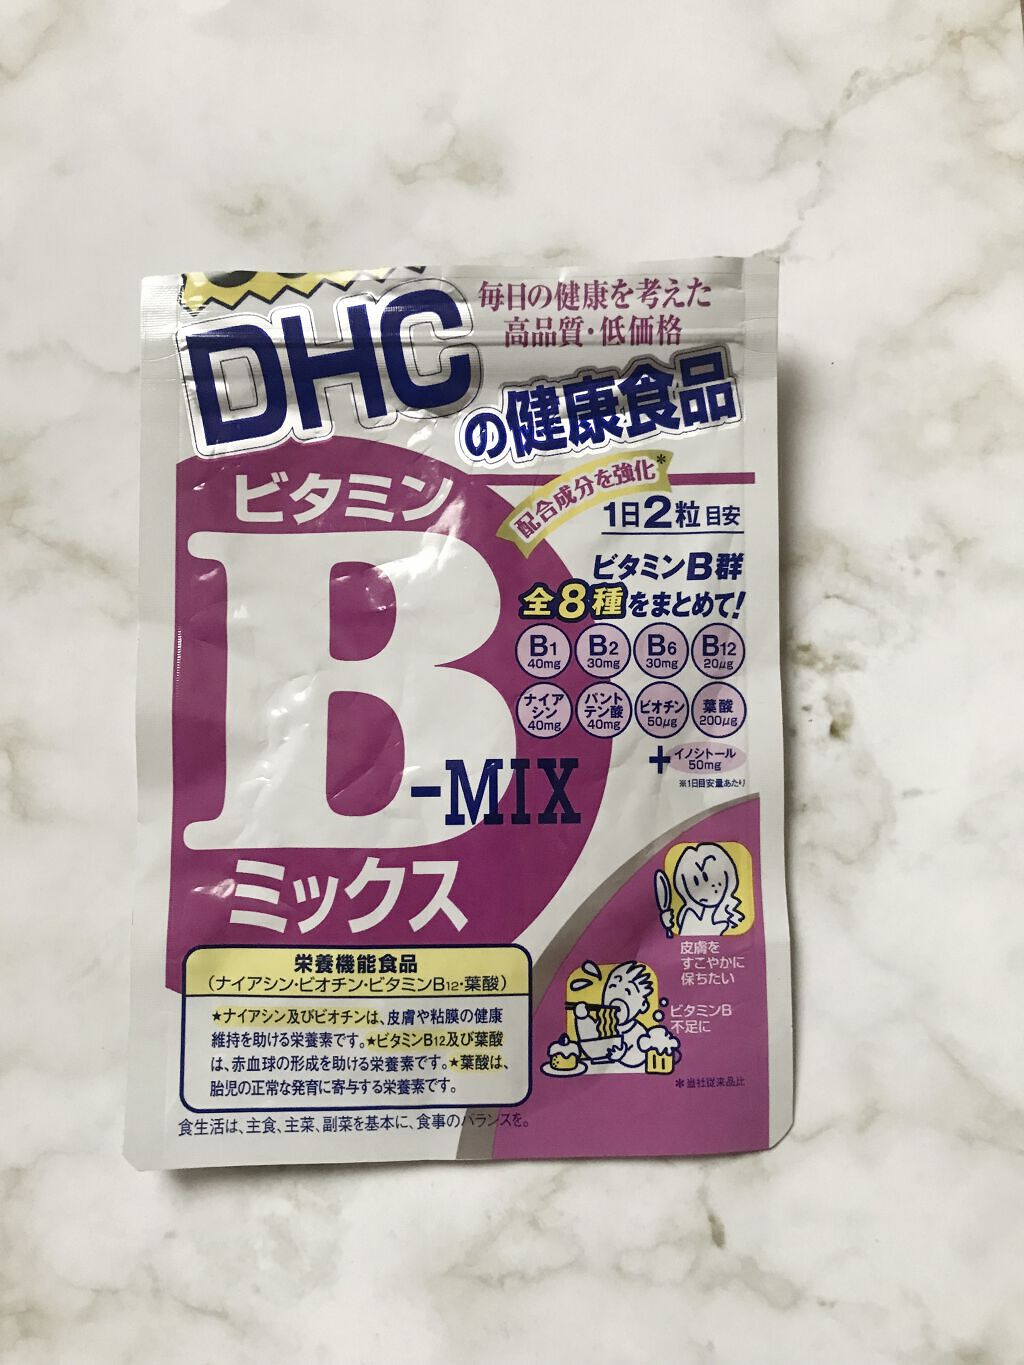 毎日の健康を考えた
高品質・低価格
DHC
の健康食品
配合成分を強化*
1日2粒目安
ビタミン
B
-MIX
ミックス
ビタミンB群
全8種をまとめて!
B1 40mg
B2 30mg
B6 30mg
B12 20μg
ナイアシン 40mg
パントテン酸 40mg
ビオチン 50μg
葉酸 200μg
+イノシトール 50mg
※1日目安量あたり
皮膚を
すこやかに
保ちたい
ビタミンB
不足に
*当社従来品比
栄養機能食品
(ナイアシン・ビオチン・ビタミンB12・葉酸)
★ナイアシン及びビオチンは、皮膚や粘膜の健康
維持を助ける栄養素です。★ビタミンB12及び葉酸
は、赤血球の形成を助ける栄養素です。★葉酸は、
胎児の正常な発育に寄与する栄養素です。
食生活は、主食、主菜、副菜を基本に、食事のバランスを。